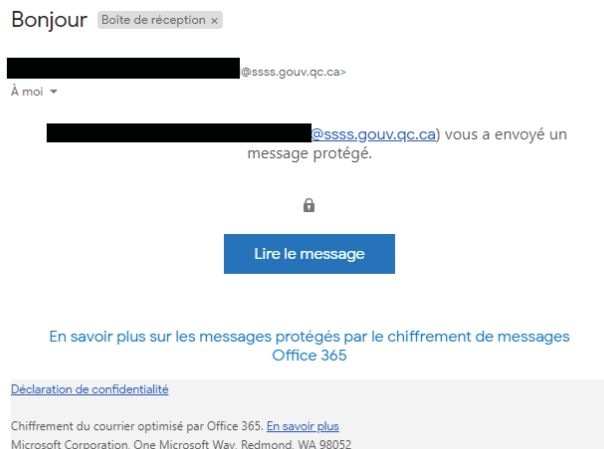 Bonjour Boîte de réception ×
@ssss.gouv.qc.ca>
À moi
@ssss.gouv.qc.ca) vous a envoyé un
message protégé.
Lire le message
En savoir plus sur les messages protégés par le chiffrement de messages
Office 365
Déclaration de confidentialité
Chiffrement du courrier optimisé par Office 365. En savoir plus
Microsoft Corporation, One Microsoft Way, Redmond, WA 98052